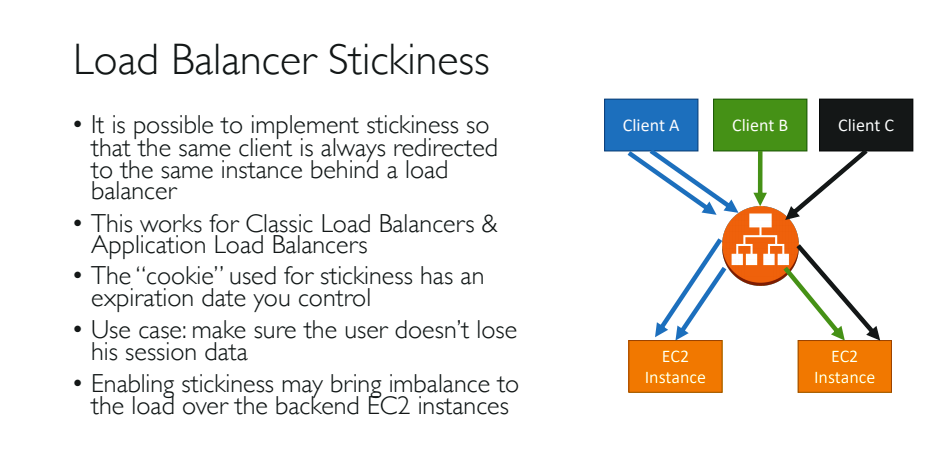 Load Balancer Stickiness
• It is possible to implement stickiness so
that the same client is always redirected
to the same instance behind a load
balancer
• This works for Classic Load Balancers &
Application Load Balancers
• The “cookie” used for stickiness has an
expiration date you control
• Use case: make sure the user doesn’t lose
his session data
• Enabling stickiness may bring imbalance to
the load over the backend EC2 instances
Client A
Client B
Client C
EC2
Instance
EC2
Instance